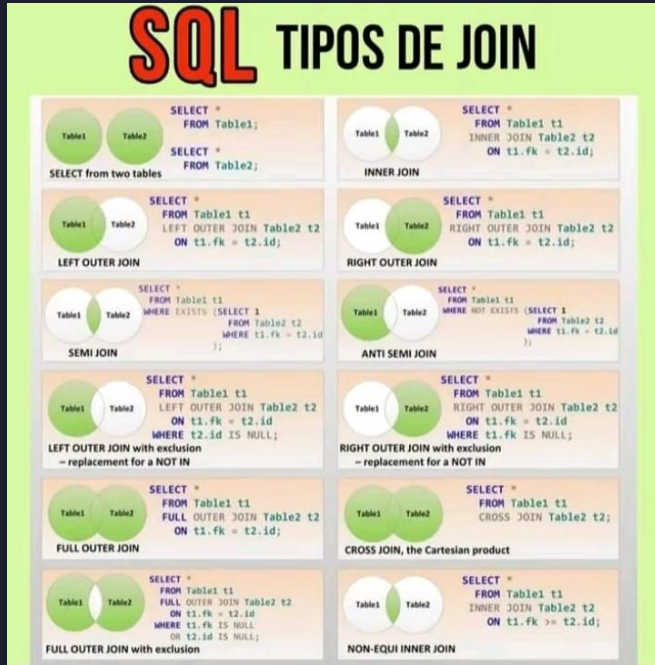 SQL TIPOS DE JOIN
Table1 Table2
SELECT *
FROM Table1;
SELECT *
FROM Table2;
SELECT from two tables
Table1 Table2
SELECT *
FROM Table1 t1
INNER JOIN Table2 t2
ON t1.fk = t2.id;
INNER JOIN
Table1 Table2
SELECT *
FROM Table1 t1
LEFT OUTER JOIN Table2 t2
ON t1.fk = t2.id;
LEFT OUTER JOIN
Table1 Table2
SELECT *
FROM Table1 t1
RIGHT OUTER JOIN Table2 t2
ON t1.fk = t2.id;
RIGHT OUTER JOIN
Table1 Table2
SELECT *
FROM Table1 t1
WHERE EXISTS (SELECT 1
FROM Table2 t2
WHERE t1.fk = t2.id
);
SEMI JOIN
Table1 Table2
SELECT *
FROM Table1 t1
WHERE NOT EXISTS (SELECT 1
FROM Table2 t2
WHERE t1.fk = t2.id
);
ANTI SEMI JOIN
Table1 Table2
SELECT *
FROM Table1 t1
LEFT OUTER JOIN Table2 t2
ON t1.fk = t2.id
WHERE t2.id IS NULL;
LEFT OUTER JOIN with exclusion
– replacement for a NOT IN
Table1 Table2
SELECT *
FROM Table1 t1
RIGHT OUTER JOIN Table2 t2
ON t1.fk = t2.id
WHERE t1.fk IS NULL;
RIGHT OUTER JOIN with exclusion
– replacement for a NOT IN
Table1 Table2
SELECT *
FROM Table1 t1
FULL OUTER JOIN Table2 t2
ON t1.fk = t2.id;
FULL OUTER JOIN
Table1 Table2
SELECT *
FROM Table1 t1
CROSS JOIN Table2 t2;
CROSS JOIN, the Cartesian product
Table1 Table2
SELECT *
FROM Table1 t1
FULL OUTER JOIN Table2 t2
ON t1.fk = t2.id
WHERE t1.fk IS NULL
OR t2.id IS NULL;
FULL OUTER JOIN with exclusion
Table1 Table2
SELECT *
FROM Table1 t1
INNER JOIN Table2 t2
ON t1.fk >= t2.id;
NON-EQUI INNER JOIN